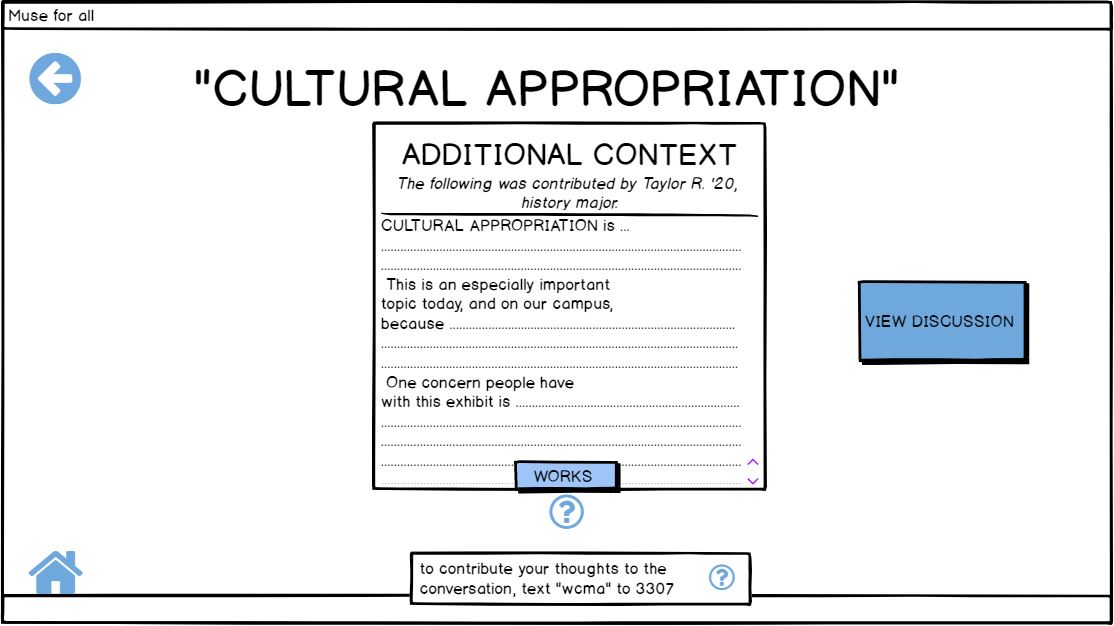 Muse for all
"CULTURAL APPROPRIATION"
ADDITIONAL CONTEXT
The following was contributed by Taylor R. '20,
history major.
CULTURAL APPROPRIATION is ...
This is an especially important
topic today, and on our campus,
because ...............................................................
One concern people have
with this exhibit is ..................................................
VIEW DISCUSSION
WORKS
?
to contribute your thoughts to the
conversation, text "wcma" to 3307
?